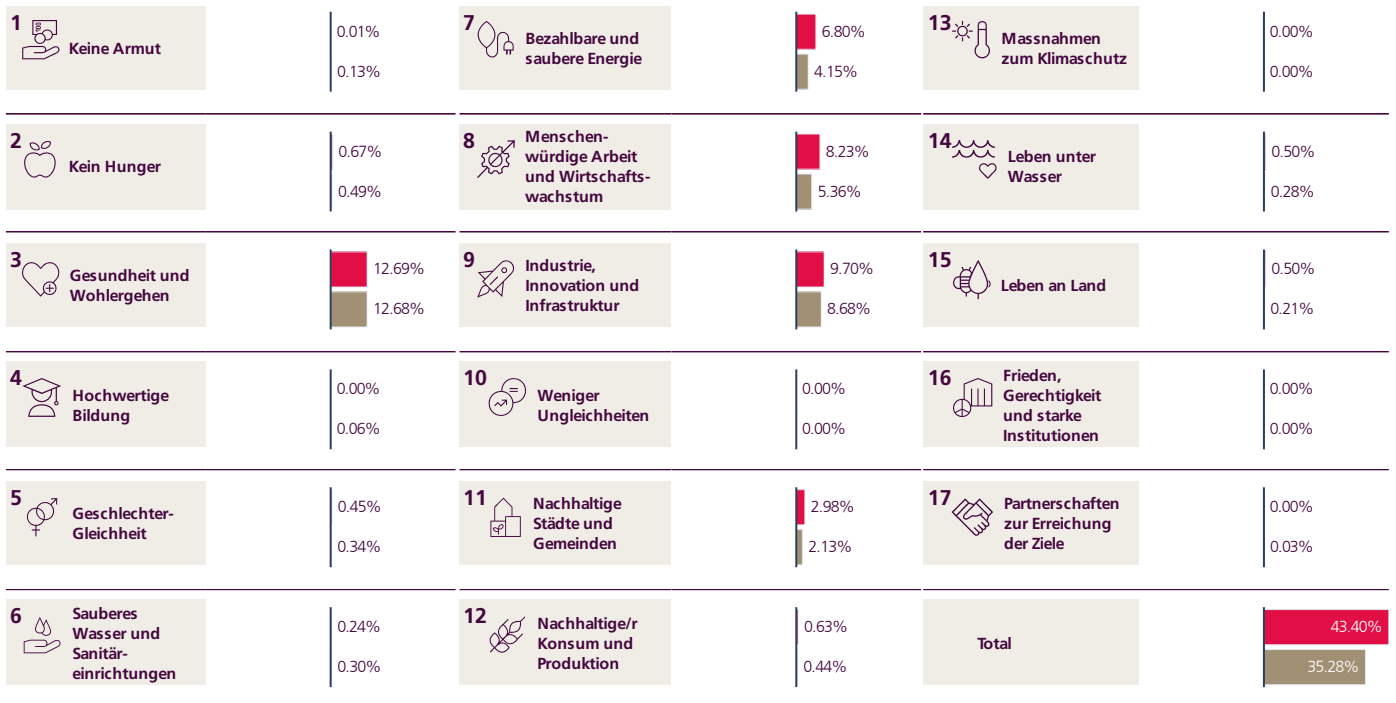 1
Keine Armut
0.01%
0.13%
2
Kein Hunger
0.67%
0.49%
3
Gesundheit und
Wohlergehen
12.69%
12.68%
4
Hochwertige
Bildung
0.00%
0.06%
5
Geschlechter-
Gleichheit
0.45%
0.34%
6
Sauberes
Wasser und
Sanitär-
einrichtungen
0.24%
0.30%
7
Bezahlbare und
saubere Energie
6.80%
4.15%
8
Menschen-
würdige Arbeit
und Wirtschafts-
wachstum
8.23%
5.36%
9
Industrie,
Innovation und
Infrastruktur
9.70%
8.68%
10
Weniger
Ungleichheiten
0.00%
0.00%
11
Nachhaltige
Städte und
Gemeinden
2.98%
2.13%
12
Nachhaltige/r
Konsum und
Produktion
0.63%
0.44%
13
Massnahmen
zum Klimaschutz
0.00%
0.00%
14
Leben unter
Wasser
0.50%
0.28%
15
Leben an Land
0.50%
0.21%
16
Frieden,
Gerechtigkeit
und starke
Institutionen
0.00%
0.00%
17
Partnerschaften
zur Erreichung
der Ziele
0.00%
0.03%
Total
43.40%
35.28%